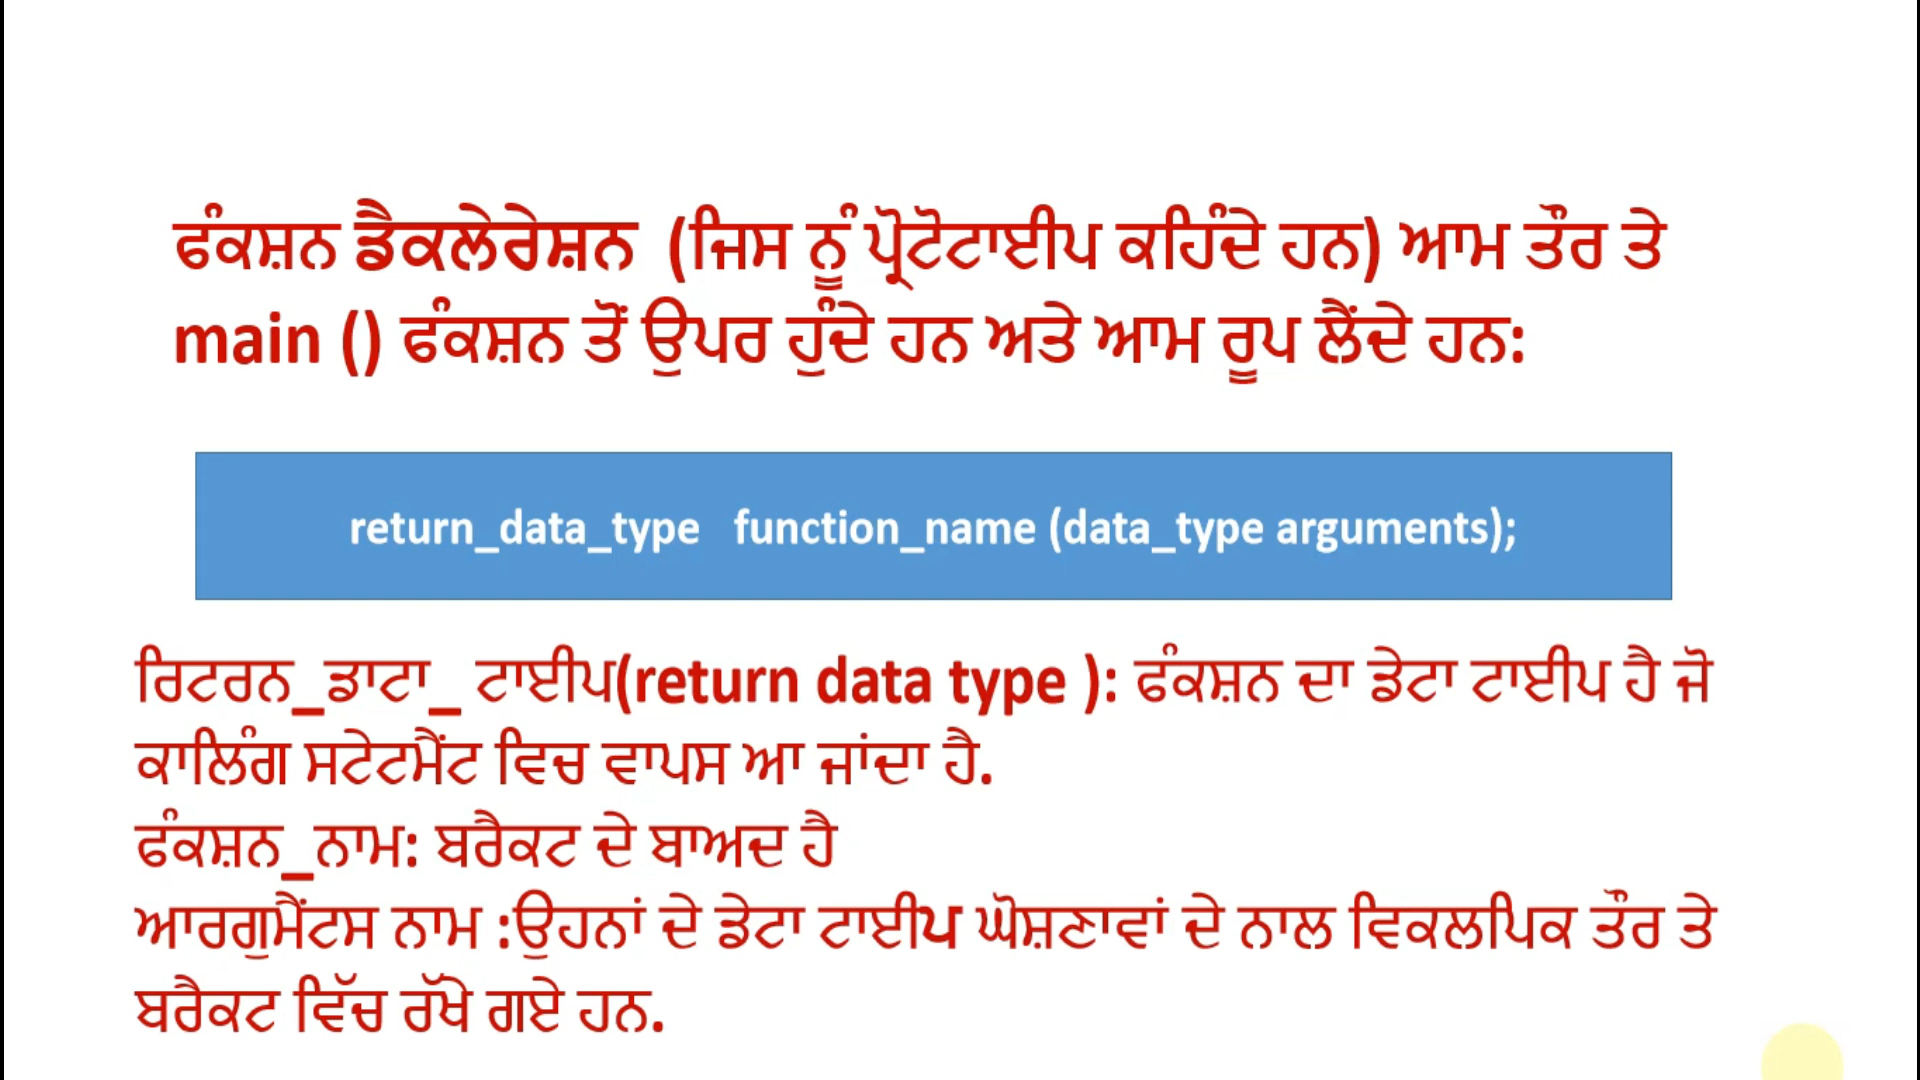 ਫੰਕਸ਼ਨ ਡੈਕਲੇਰੇਸ਼ਨ (ਜਿਸ ਨੂੰ ਪ੍ਰੋਟੋਟਾਈਪ ਕਹਿੰਦੇ ਹਨ) ਆਮ ਤੌਰ ਤੇ
main () ਫੰਕਸ਼ਨ ਤੋਂ ਉਪਰ ਹੁੰਦੇ ਹਨ ਅਤੇ ਆਮ ਰੂਪ ਲੈਂਦੇ ਹਨ:
return_data_type function_name (data_type arguments);
ਰਿਟਰਨ_ਡਾਟਾ_ ਟਾਈਪ(return data type ): ਫੰਕਸ਼ਨ ਦਾ ਡੇਟਾ ਟਾਈਪ ਹੈ ਜੋ
ਕਾਲਿੰਗ ਸਟੇਟਮੈਂਟ ਵਿਚ ਵਾਪਸ ਆ ਜਾਂਦਾ ਹੈ.
ਫੰਕਸ਼ਨ_ਨਾਮ: ਬਰੈਕਟ ਦੇ ਬਾਅਦ ਹੈ
ਆਰਗੁਮੈਂਟਸ ਨਾਮ :ਉਹਨਾਂ ਦੇ ਡੇਟਾ ਟਾਈਪ ਘੋਸ਼ਣਾਵਾਂ ਦੇ ਨਾਲ ਵਿਕਲਪਿਕ ਤੌਰ ਤੇ
ਬਰੈਕਟ ਵਿੱਚ ਰੱਖੇ ਗਏ ਹਨ.